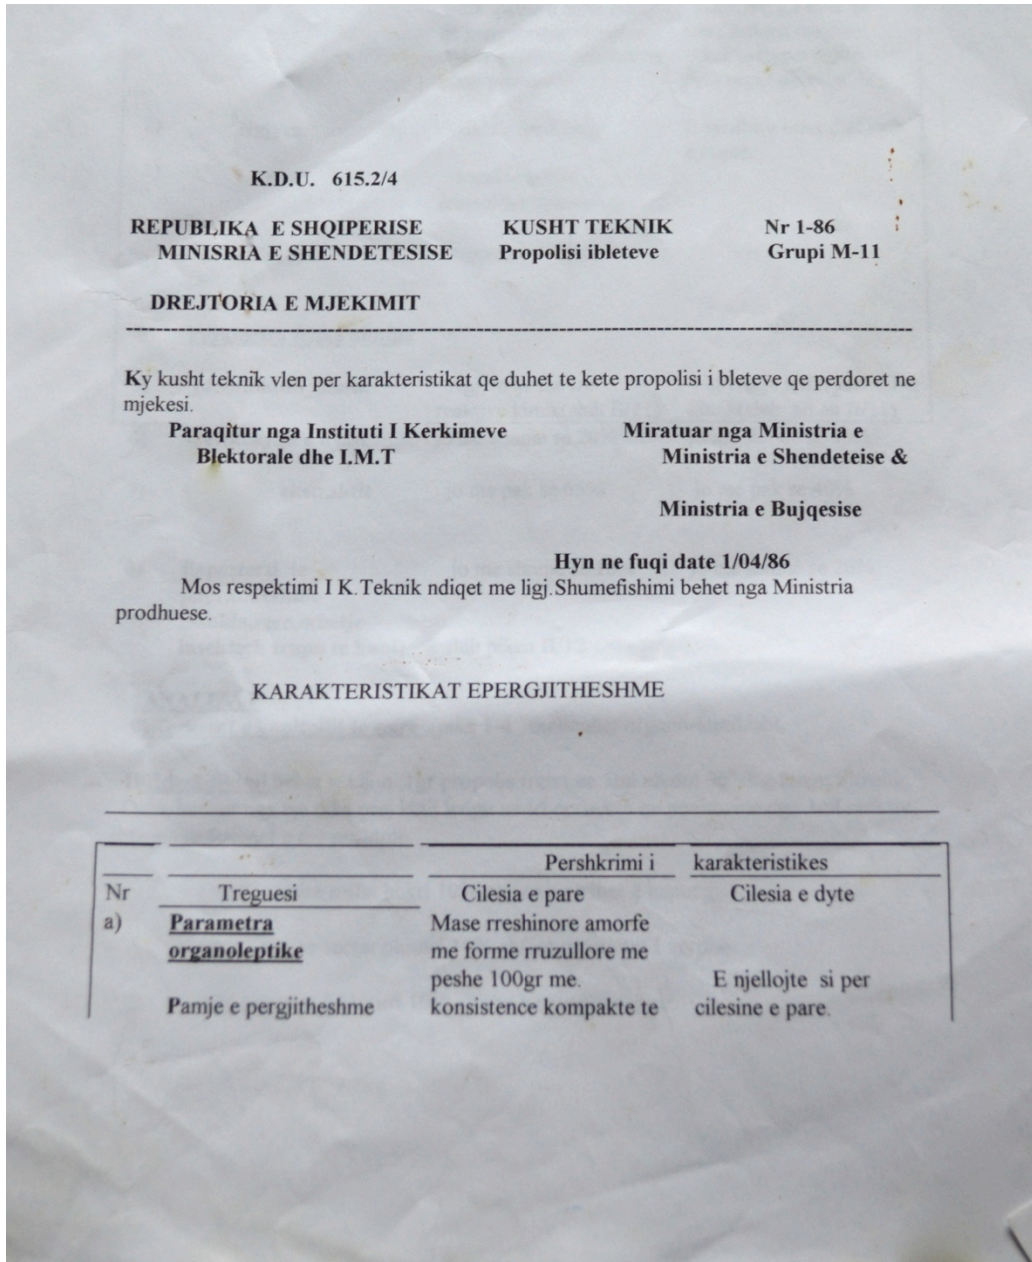 K.D.U. 615.2/4
REPUBLIKA E SHQIPERISE KUSHT TEKNIK Nr 1-86
MINISRIA E SHENDETESISE Propolisi ibleteve Grupi M-11
DREJTORIA E MJEKIMIT
Ky kusht teknik vlen per karakteristikat qe duhet te kete propolisi i bleteve qe perdoret ne
mjekesi.
Paraqitur nga Instituti I Kerkimeve Miratuar nga Ministria e
Blektorale dhe I.M.T Ministria e Shendeteise &
Ministria e Bujqesise
Hyn ne fuqi date 1/04/86
Mos respektimi I K.Teknik ndiqet me ligj.Shumefishimi behet nga Ministria
prodhuese.
KARAKTERISTIKAT EPERGJITHESHME
Pershkrimi i karakteristikes
Nr Treguesi Cilesia e pare Cilesia e dyte
a) Parametra Mase rreshinore amorfe
organoleptike me forme rruzullore me
peshe 100gr me. E njellojte si per
Pamje e pergjitheshme konsistence kompakte te cilesine e pare.